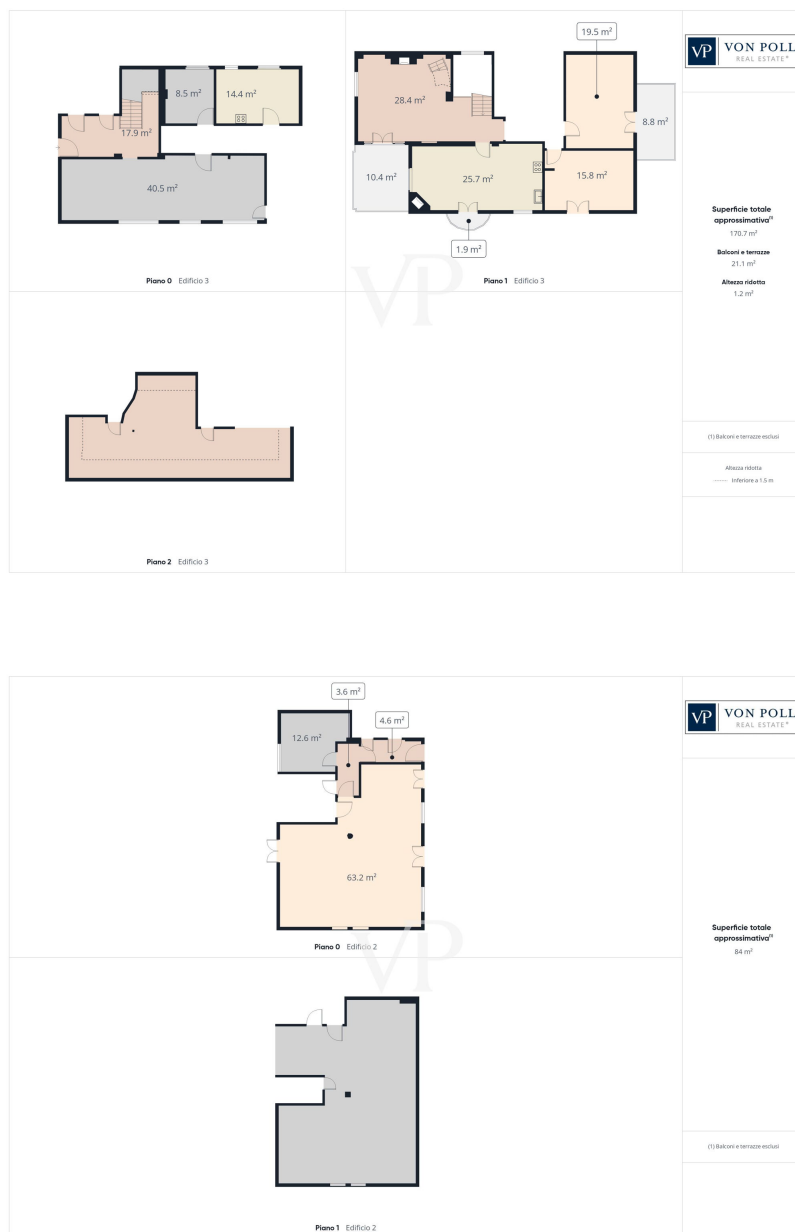 19.5 m²
VP VON POLL
REAL ESTATE®
8.5 m²
14.4 m²
28.4 m²
8.8 m²
17.9 m²
10.4 m²
25.7 m²
15.8 m²
40.5 m²
1.9 m²
Superficie totale
approssimativa⁽¹⁾
170.7 m²
Balconi e terrazze
21.1 m²
Altezza ridotta
1.2 m²
VP
Piano 0 Edificio 3
Piano 1 Edificio 3
(1) Balconi e terrazze esclusi
Altezza ridotta
Inferiore a 1.5 m
Piano 2 Edificio 3
3.6 m²
VP VON POLL
REAL ESTATE®
4.6 m²
12.6 m²
63.2 m²
Superficie totale
approssimativa⁽¹⁾
84 m²
VP
Piano 0 Edificio 2
(1) Balconi e terrazze esclusi
Piano 1 Edificio 2